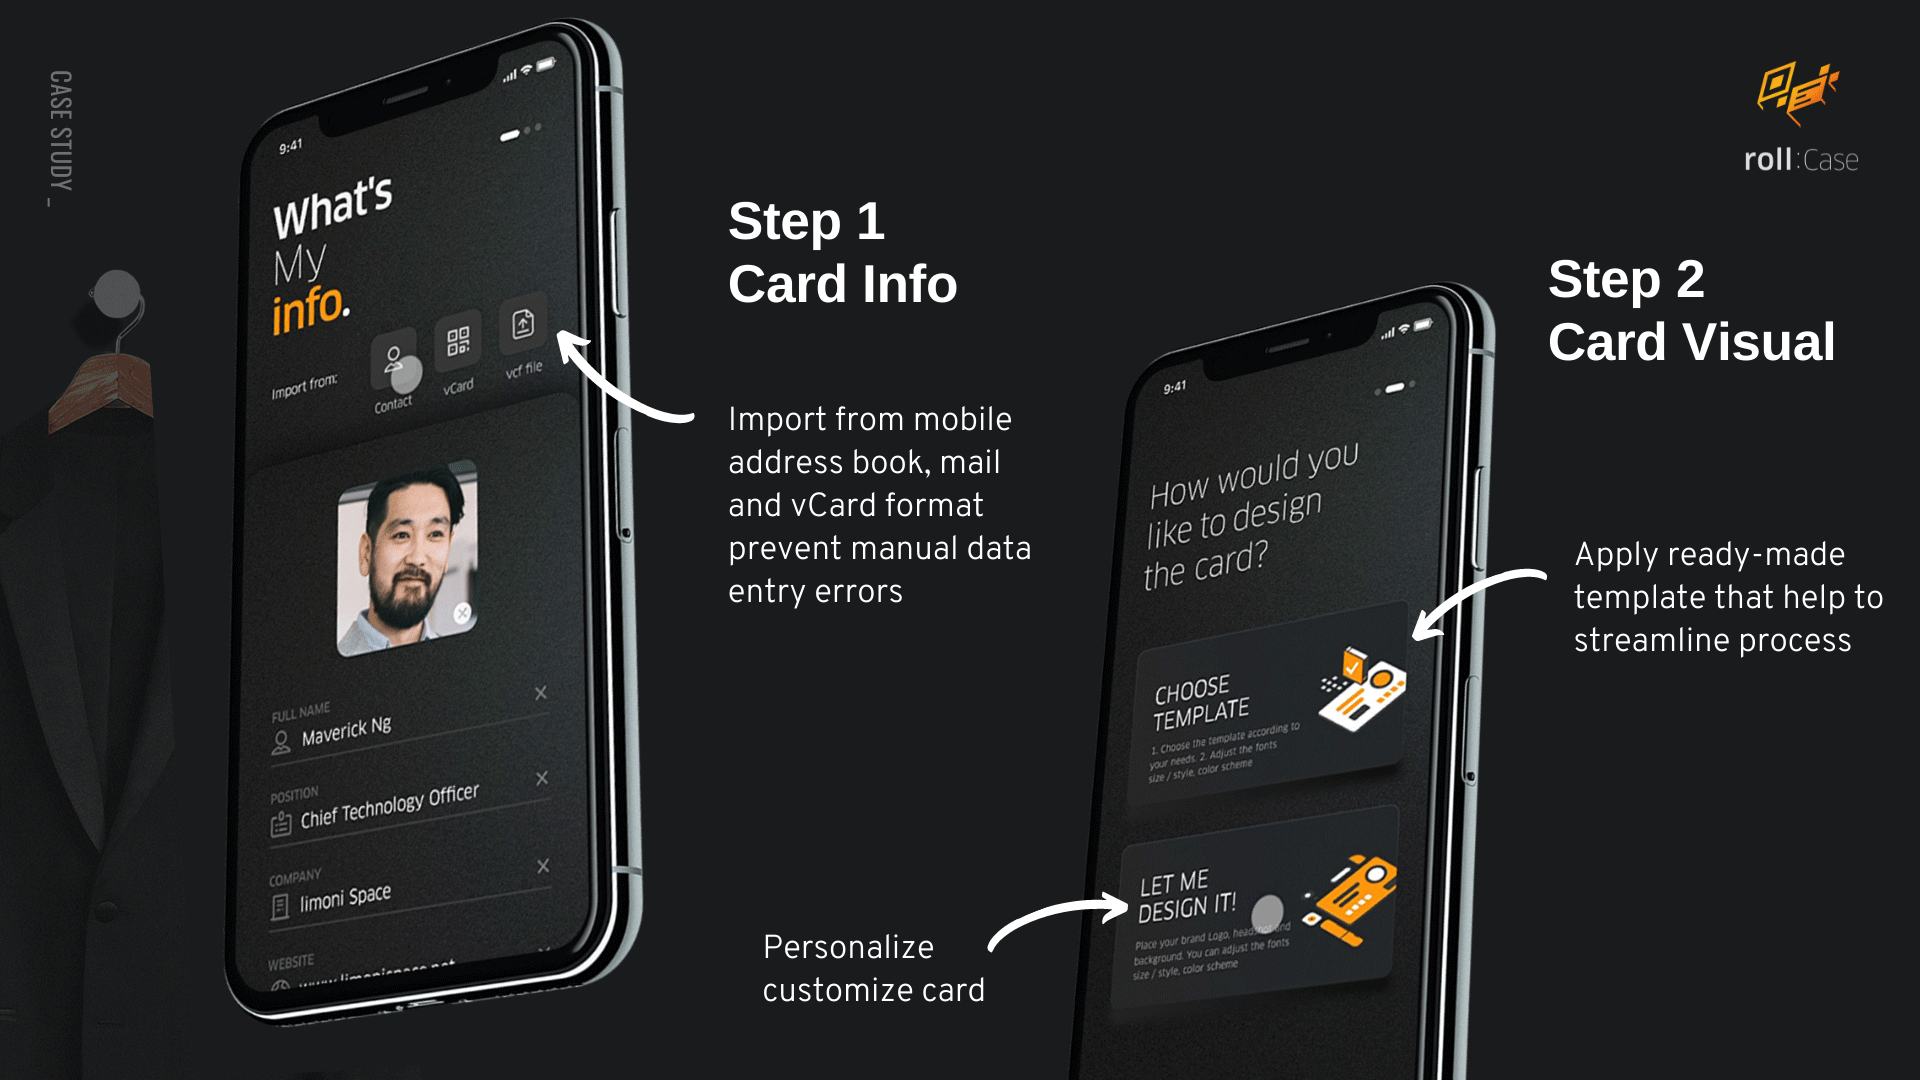 CASE STUDY _
9:41
What's
My
info.
Import from:
Contact
vCard
vcf file
FULL NAME
Maverick Ng
POSITION
Chief Technology Officer
COMPANY
limoni Space
WEBSITE
www.limonispace.net
Step 1
Card Info
Import from mobile
address book, mail
and vCard format
prevent manual data
entry errors
roll:Case
Step 2
Card Visual
9:41
How would you
like to design
the card?
CHOOSE
TEMPLATE
1. Choose the template according to
your needs. 2. Adjust the fonts
size / style, color scheme
LET ME
DESIGN IT!
Place your brand Logo, headshot and
background. You can adjust the fonts
size / style, color scheme
Apply ready-made
template that help to
streamline process
Personalize
customize card